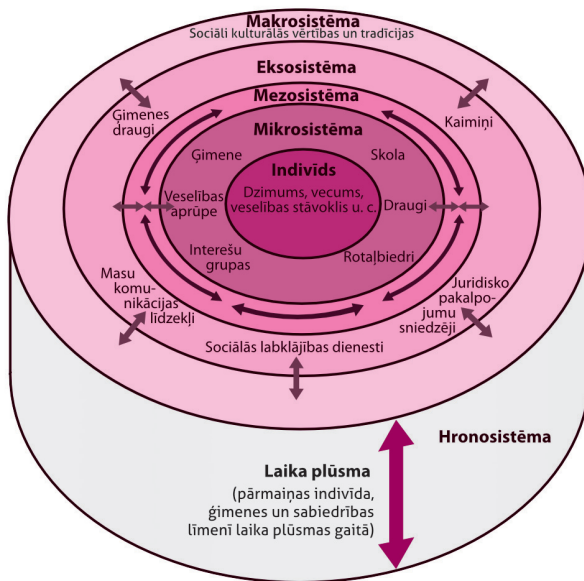 Makrosistēma
Sociāli kulturālās vērtības un tradīcijas
Eksosistēma
Mezosistēma
Ģimenes
draugi
Kaimiņi
Mikrosistēma
Ģimene
Skola
Indivīds
Dzimums, vecums,
veselības stāvoklis u. c.
Veselības
aprūpe
Draugi
Interešu
grupas
Rotaļbiedri
Masu
komu-
nikācijas
līdzekļi
Juridisko
pakalpo-
jumu
sniedzēji
Sociālās labklājības dienesti
Hronosistēma
Laika plūsma
(pārmaiņas indivīda,
ģimenes un sabiedrības
līmenī laika plūsmas gaitā)